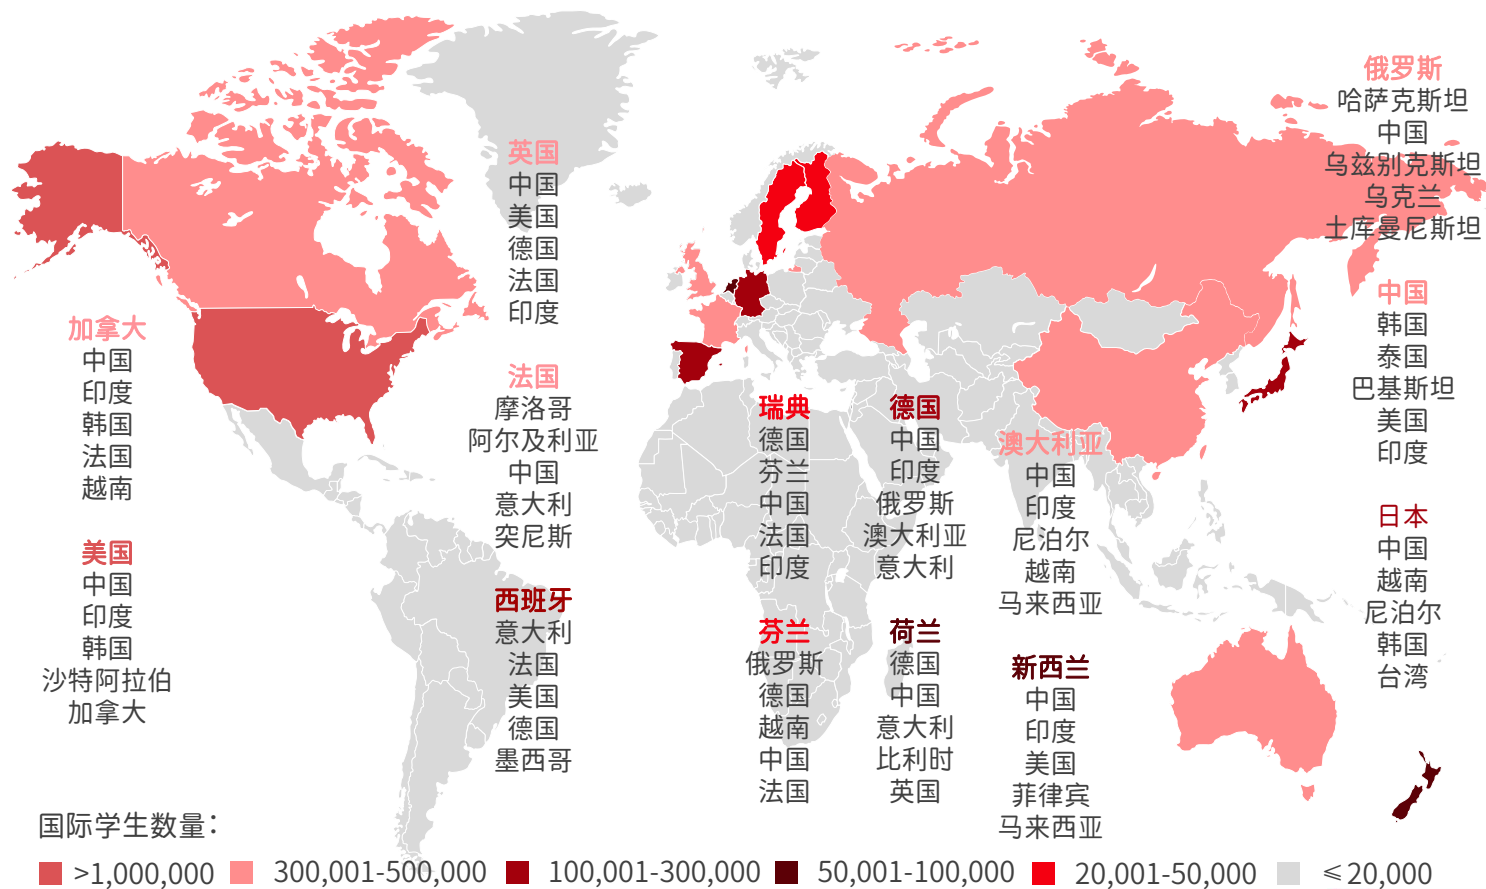 加拿大
中国
印度
韩国
法国
越南
美国
中国
印度
韩国
沙特阿拉伯
加拿大
英国
中国
美国
德国
法国
印度
法国
摩洛哥
阿尔及利亚
中国
意大利
突尼斯
西班牙
意大利
法国
美国
德国
墨西哥
瑞典
德国
芬兰
中国
法国
印度
芬兰
俄罗斯
德国
越南
中国
法国
德国
中国
印度
俄罗斯
澳大利亚
意大利
荷兰
德国
中国
意大利
比利时
英国
澳大利亚
中国
印度
尼泊尔
越南
马来西亚
新西兰
中国
印度
美国
菲律宾
马来西亚
俄罗斯
哈萨克斯坦
中国
乌兹别克斯坦
乌克兰
土库曼尼斯坦
中国
韩国
泰国
巴基斯坦
美国
印度
日本
中国
越南
尼泊尔
韩国
台湾
国际学生数量：
>1,000,000
300,001-500,000
100,001-300,000
50,001-100,000
20,001-50,000
≤20,000